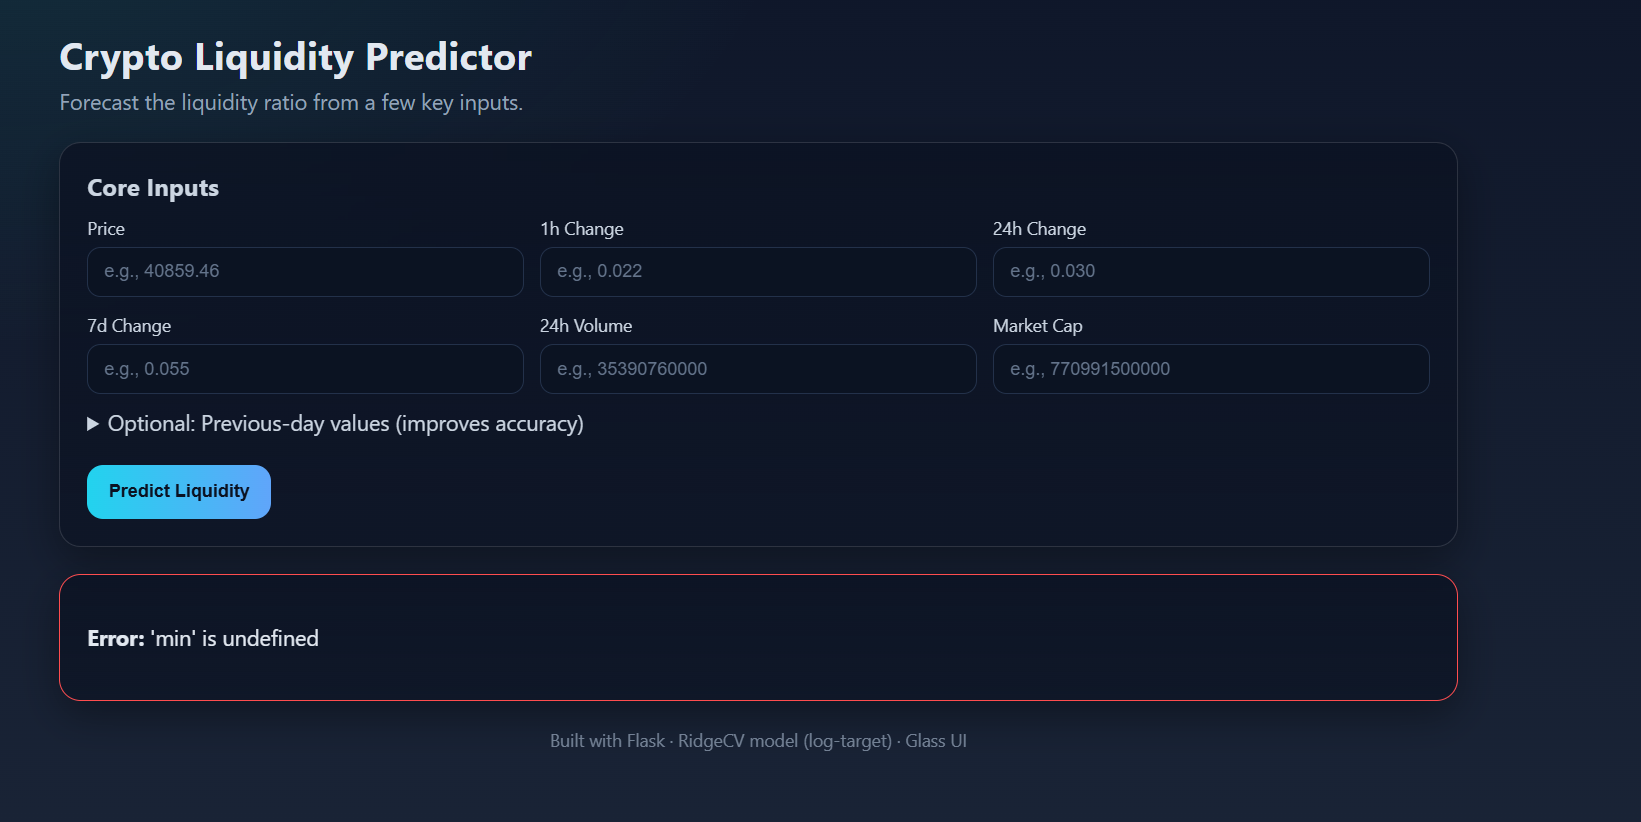 Crypto Liquidity Predictor
Forecast the liquidity ratio from a few key inputs.
Core Inputs
Price
1h Change
24h Change
e.g., 40859.46
e.g., 0.022
e.g., 0.030
7d Change
24h Volume
Market Cap
e.g., 0.055
e.g., 35390760000
e.g., 770991500000
▶ Optional: Previous-day values (improves accuracy)
Predict Liquidity
Error: 'min' is undefined
Built with Flask · RidgeCV model (log-target) · Glass UI